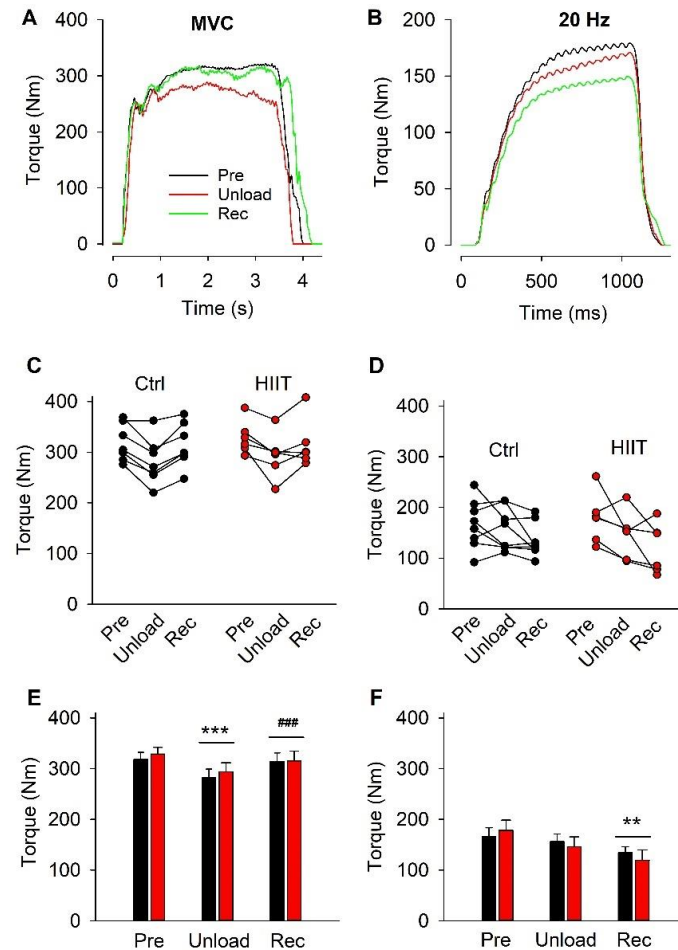 A
MVC
400
300
200
100
0
Torque (Nm)
Pre
Unload
Rec
0 1 2 3 4
Time (s)
B
20 Hz
200
150
100
50
0
Torque (Nm)
0 500 1000
Time (ms)
C
Ctrl HIIT
400
300
200
100
0
Torque (Nm)
Pre Unload Rec Pre Unload Rec
D
400
Ctrl HIIT
300
200
100
0
Torque (Nm)
Pre Unload Rec Pre Unload Rec
E
400
300
200
100
0
Torque (Nm)
*** ###
Pre Unload Rec
F
400
300
200
100
0
Torque (Nm)
**
Pre Unload Rec